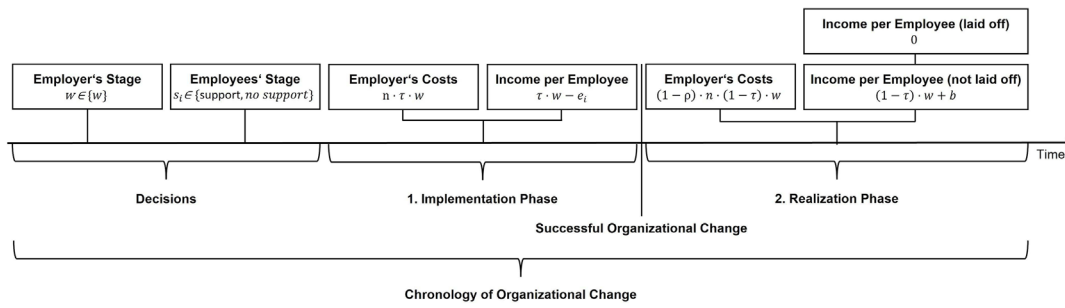 Income per Employee (laid off)
0
Employer‘s Stage
w ∈ {w}
Employees‘ Stage
s_i ∈ {support, no support}
Employer‘s Costs
n · τ · w
Income per Employee
τ · w − e_i
Employer‘s Costs
(1 − ρ) · n · (1 − τ) · w
Income per Employee (not laid off)
(1 − τ) · w + b
Time
Decisions
1. Implementation Phase
2. Realization Phase
Successful Organizational Change
Chronology of Organizational Change